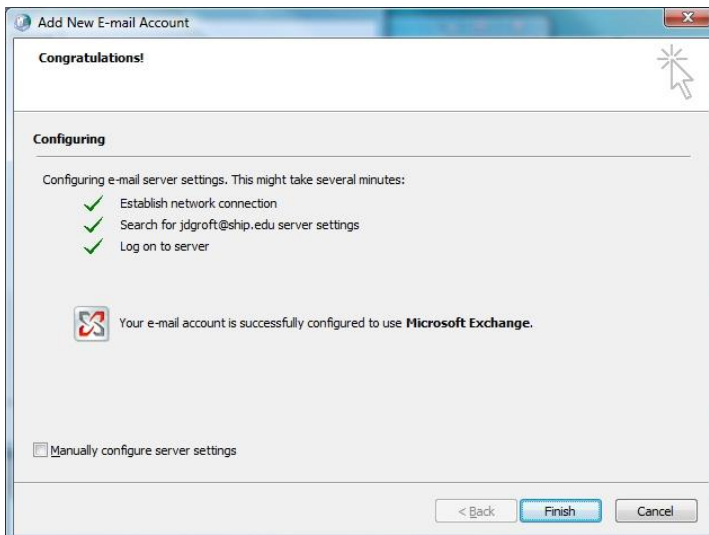 Add New E-mail Account
Congratulations!
Configuring
Configuring e-mail server settings. This might take several minutes:
Establish network connection
Search for jdgroft@ship.edu server settings
Log on to server
Your e-mail account is successfully configured to use Microsoft Exchange.
Manually configure server settings
< Back Finish Cancel